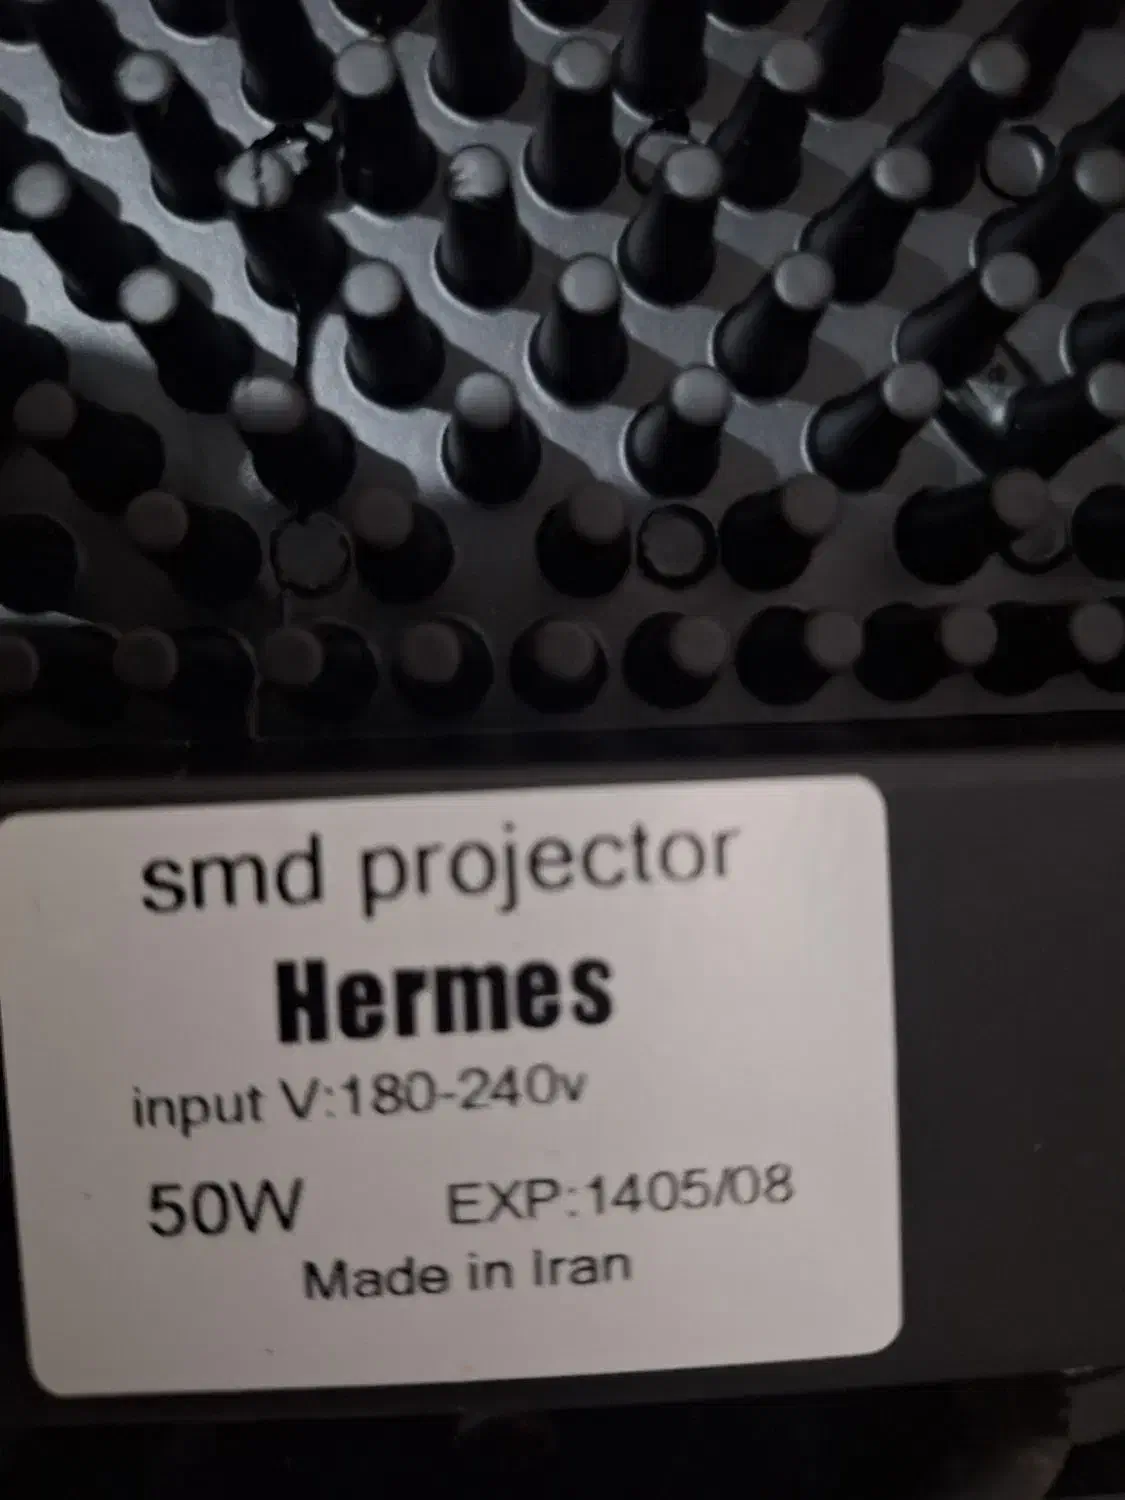 smd projector
Hermes
input V:180-240v
50W EXP:1405/08
Made in Iran